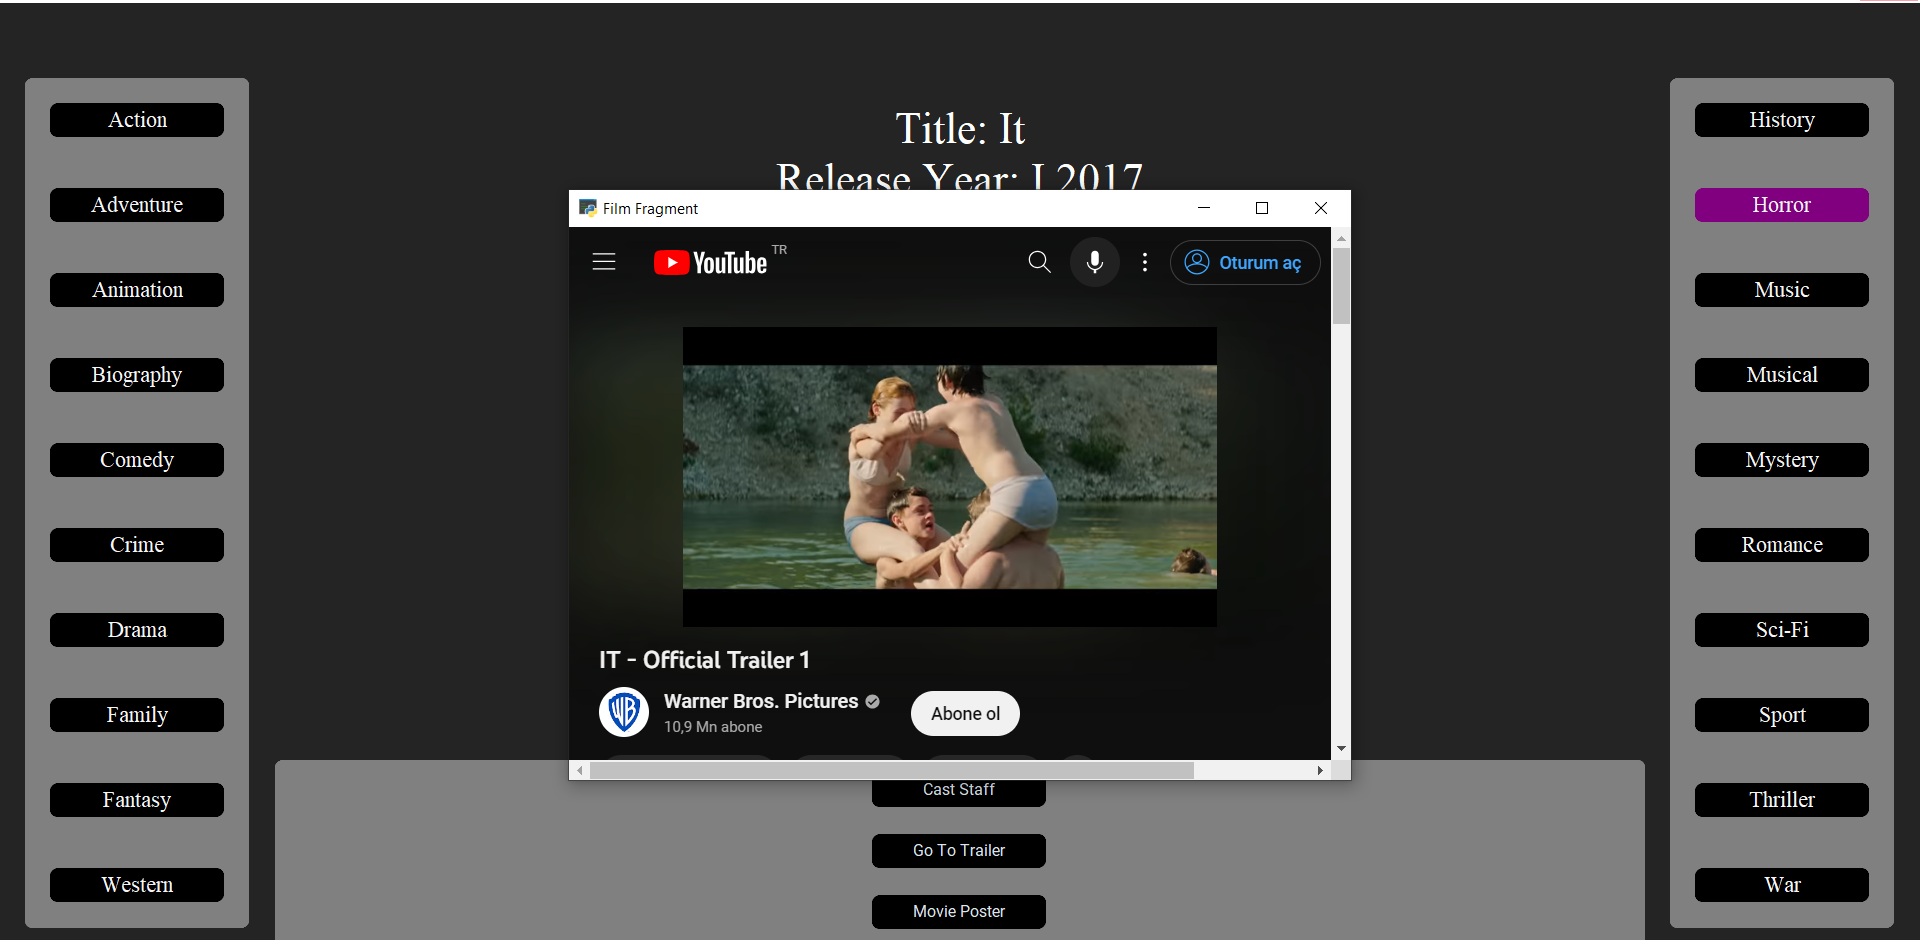 Action
Adventure
Animation
Biography
Comedy
Crime
Drama
Family
Fantasy
Western
Title: It
Release Year: I 2017
Film Fragment
YouTube TR
Oturum aç
IT - Official Trailer 1
Warner Bros. Pictures
10,9 Mn abone
Abone ol
Cast Staff
Go To Trailer
Movie Poster
History
Horror
Music
Musical
Mystery
Romance
Sci-Fi
Sport
Thriller
War